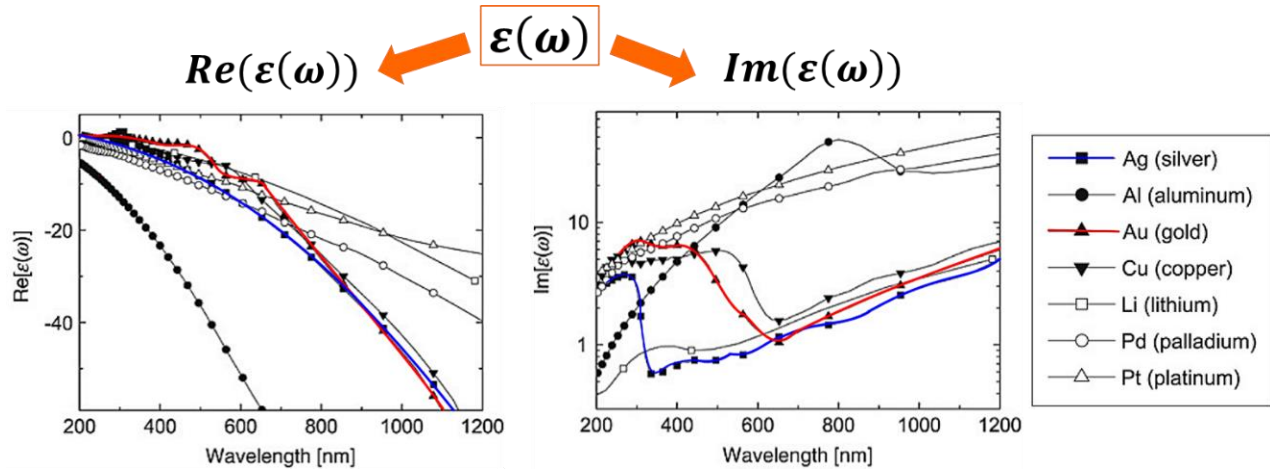 ε(ω)
Re(ε(ω))
Im(ε(ω))
Re[ε(ω)]
0
-20
-40
200 400 600 800 1000 1200
Wavelength [nm]
Im[ε(ω)]
10
1
200 400 600 800 1000 1200
Wavelength [nm]
Ag (silver)
Al (aluminum)
Au (gold)
Cu (copper)
Li (lithium)
Pd (palladium)
Pt (platinum)